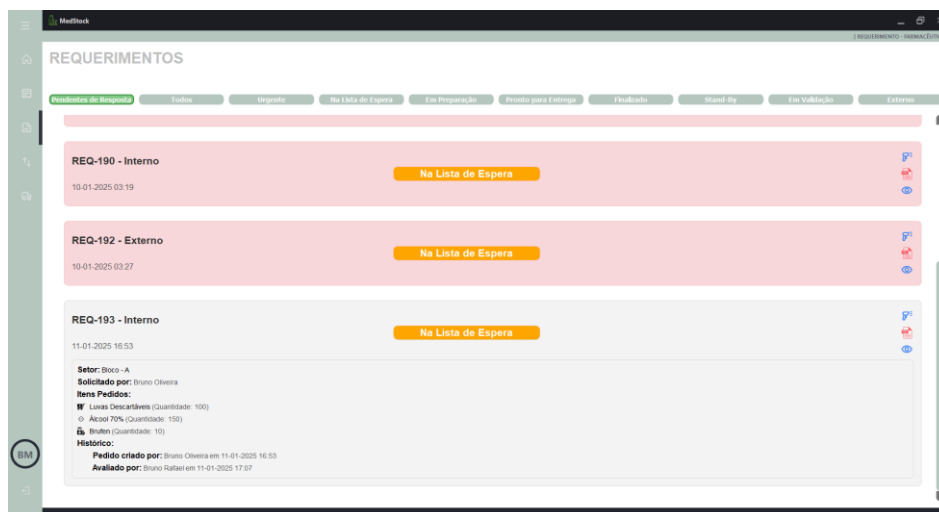 MedStock
| REQUERIMENTO - FARMACÊUTI
REQUERIMENTOS
Pendentes de Resposta Todos Urgente Na Lista de Espera Em Preparação Pronto para Entrega Finalizado Stand-By Em Validação Externo
REQ-190 - Interno
Na Lista de Espera
10-01-2025 03:19
REQ-192 - Externo
Na Lista de Espera
10-01-2025 03:27
REQ-193 - Interno
Na Lista de Espera
11-01-2025 16:53
Setor: Bloco - A
Solicitado por: Bruno Oliveira
Itens Pedidos:
Luvas Descartáveis (Quantidade: 100)
Álcool 70% (Quantidade: 150)
Brufen (Quantidade: 10)
Histórico:
Pedido criado por: Bruno Oliveira em 11-01-2025 16:53
Avaliado por: Bruno Rafael em 11-01-2025 17:07
BM